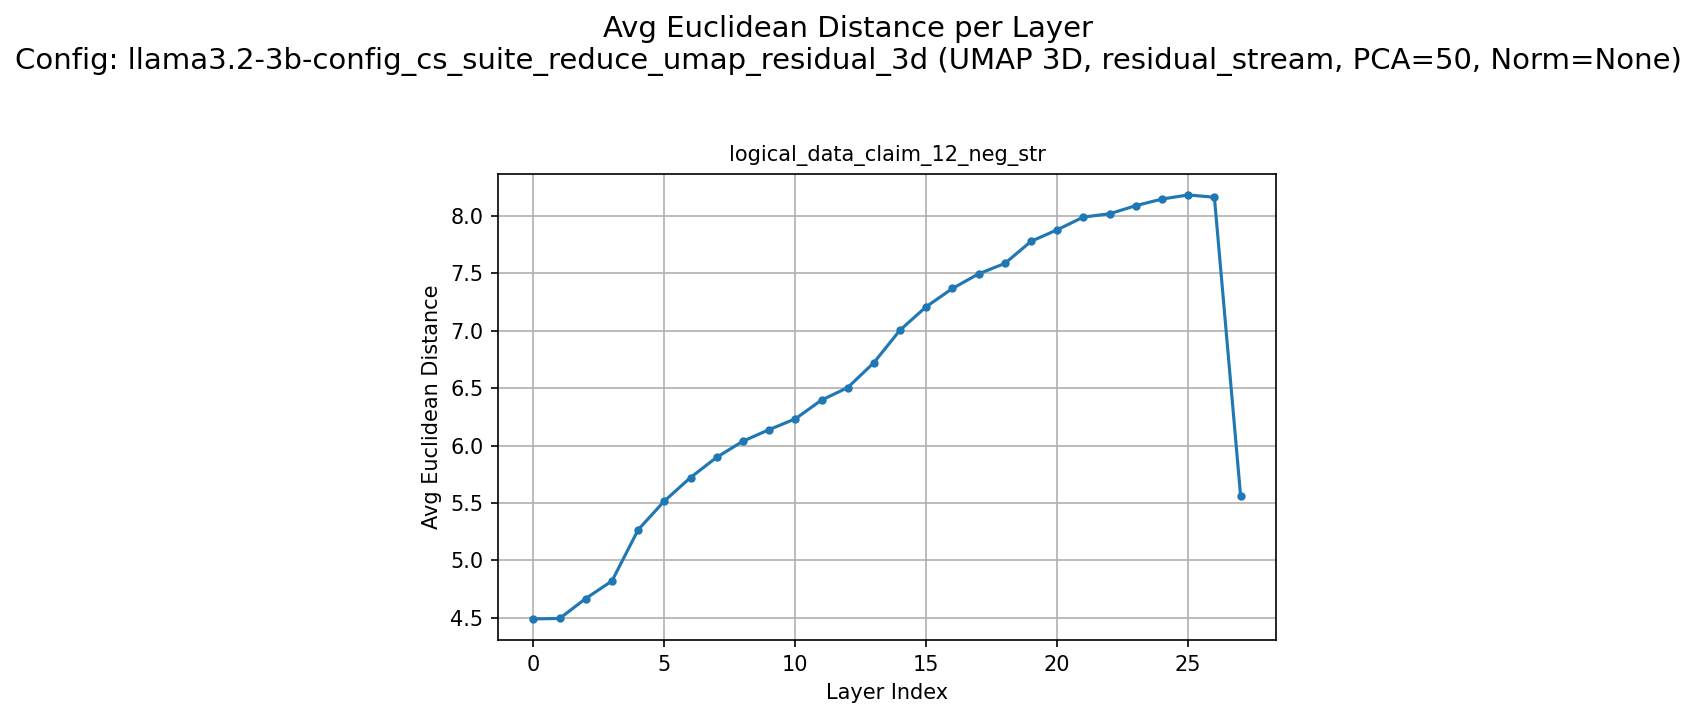 Avg Euclidean Distance per Layer
Config: llama3.2-3b-config_cs_suite_reduce_umap_residual_3d (UMAP 3D, residual_stream, PCA=50, Norm=None)
logical_data_claim_12_neg_str
Avg Euclidean Distance
8.0
7.5
7.0
6.5
6.0
5.5
5.0
4.5
0 5 10 15 20 25
Layer Index